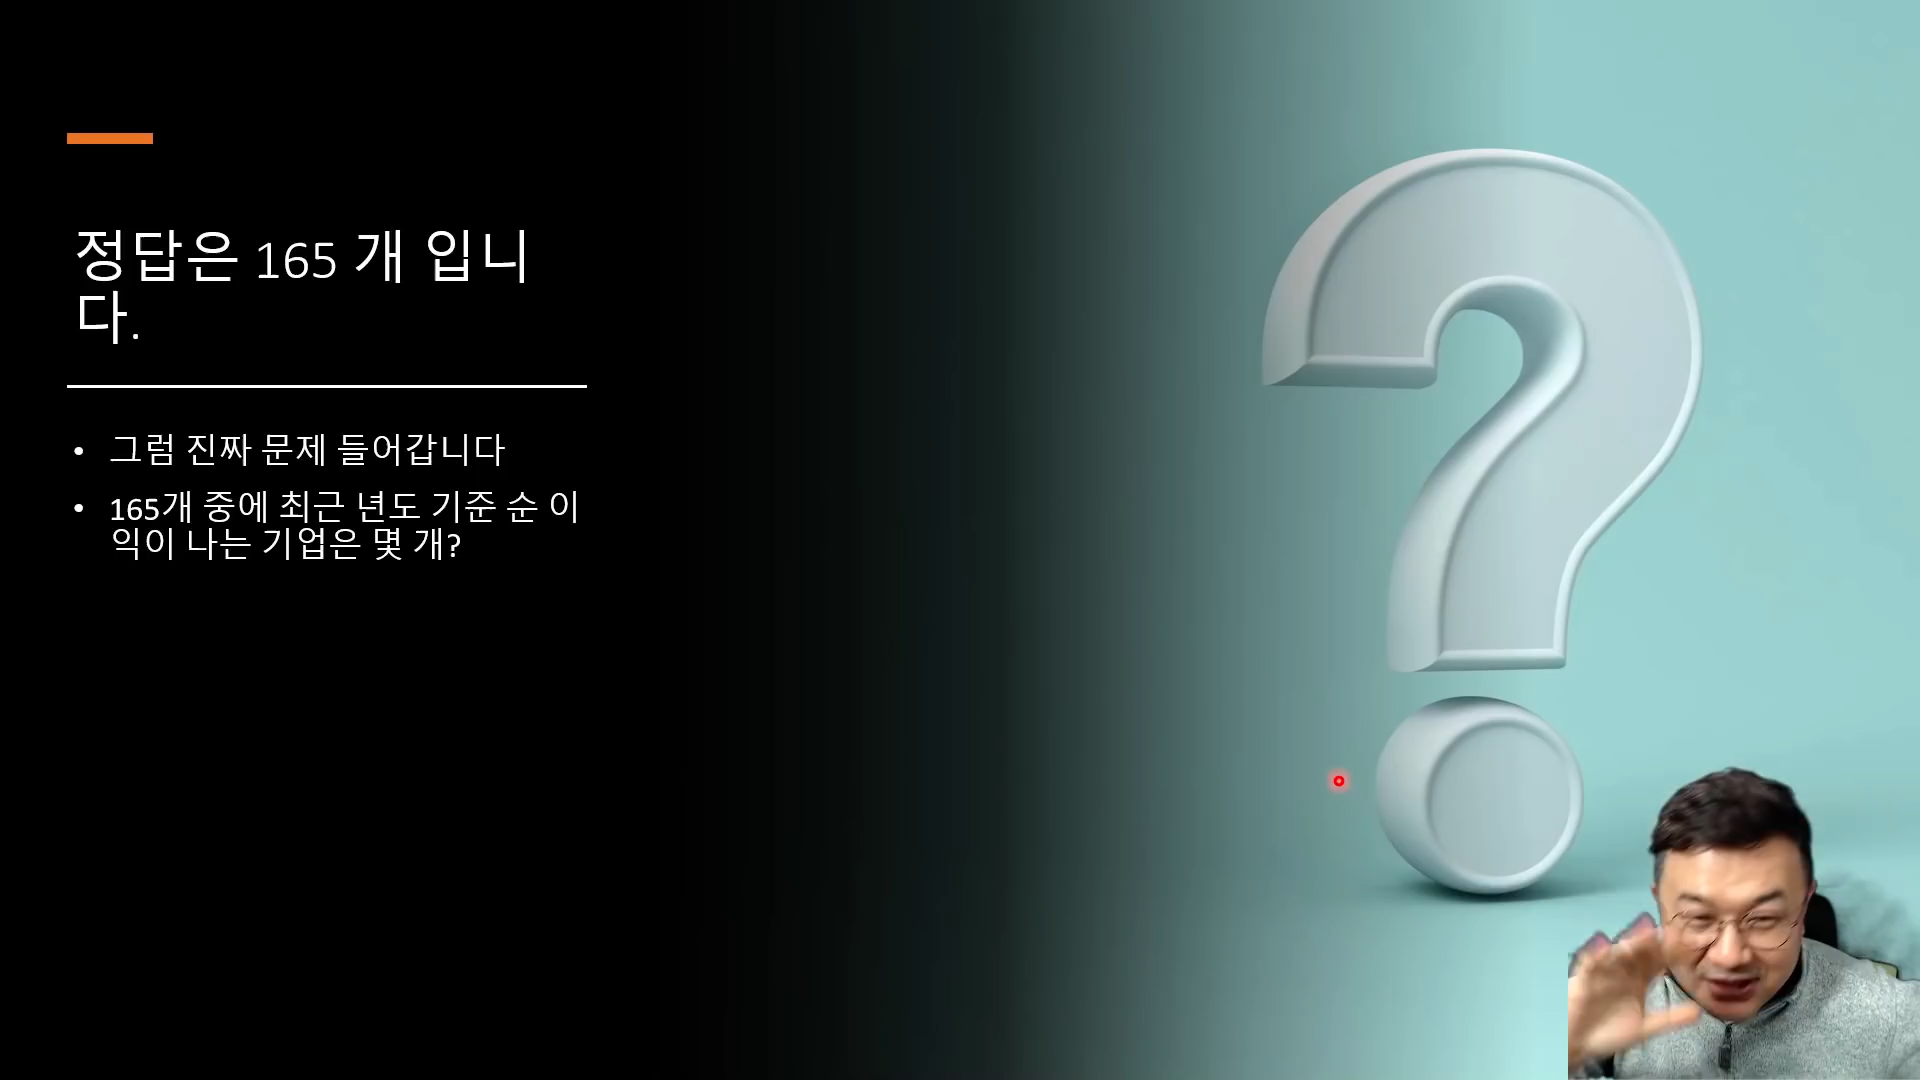 정답은 165 개 입니
다.
• 그럼 진짜 문제 들어갑니다
• 165개 중에 최근 년도 기준 순 이
익이 나는 기업은 몇 개?